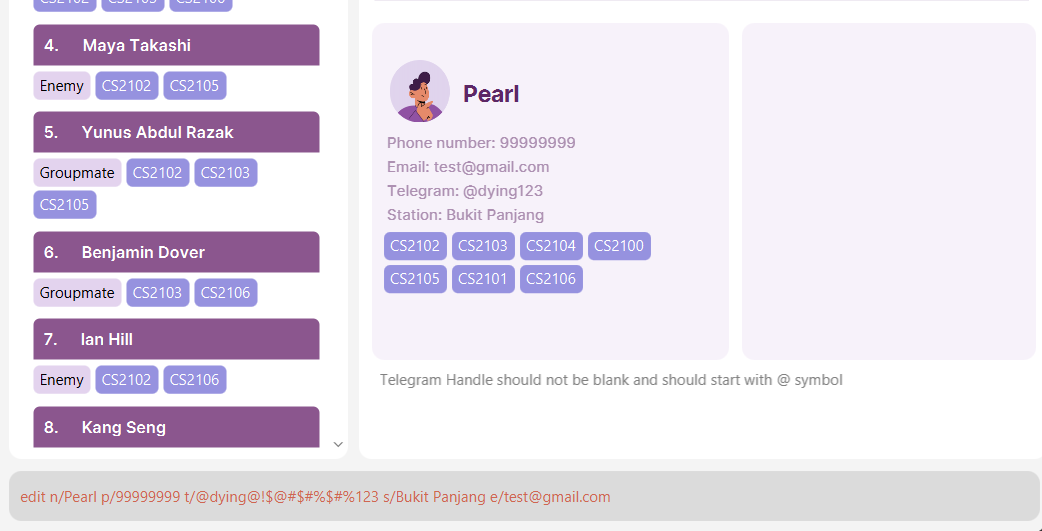 CS2102 CS2103 CS2106
4. Maya Takashi
Enemy CS2102 CS2105
5. Yunus Abdul Razak
Groupmate CS2102 CS2103
CS2105
6. Benjamin Dover
Groupmate CS2103 CS2106
7. Ian Hill
Enemy CS2102 CS2106
8. Kang Seng
Pearl
Phone number: 99999999
Email: test@gmail.com
Telegram: @dying123
Station: Bukit Panjang
CS2102 CS2103 CS2104 CS2100
CS2105 CS2101 CS2106
Telegram Handle should not be blank and should start with @ symbol
edit n/Pearl p/99999999 t/@dying@!$@#$#%$#%123 s/Bukit Panjang e/test@gmail.com